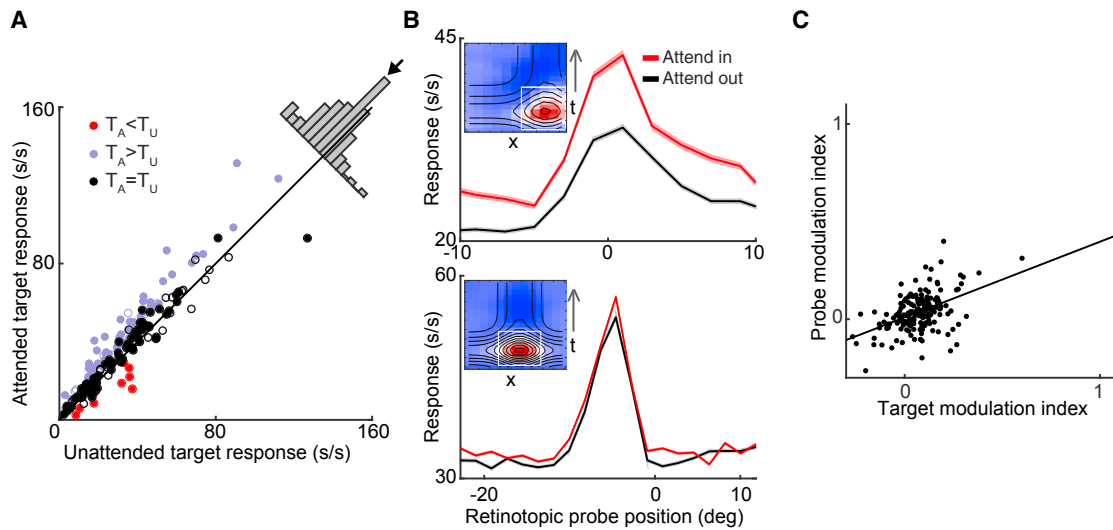 A
160
Attended target response (s/s)
T_A<T_U
T_A>T_U
T_A=T_U
80
0
0
80
160
Unattended target response (s/s)
B
45
Response (s/s)
20
Attend in
Attend out
t
x
-10
0
10
60
Response (s/s)
30
t
x
-20
0
10
Retinotopic probe position (deg)
C
1
Probe modulation index
0
0
1
Target modulation index